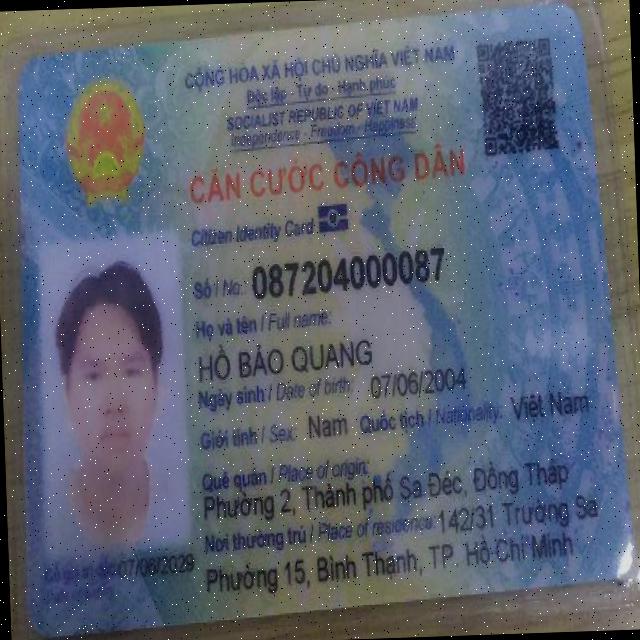 CỘNG HÒA XÃ HỘI CHỦ NGHĨA VIỆT NAM
Độc lập - Tự do - Hạnh phúc
SOCIALIST REPUBLIC OF VIET NAM
Independence - Freedom - Happiness
CĂN CƯỚC CÔNG DÂN
Citizen Identity Card
Số / No.: 087204000087
Họ và tên / Full name:
HỒ BẢO QUANG
Ngày sinh / Date of birth: 07/06/2004
Giới tính / Sex: Nam Quốc tịch / Nationality: Việt Nam
Quê quán / Place of origin:
Phường 2, Thành phố Sa Đéc, Đồng Tháp
Nơi thường trú / Place of residence: 142/31 Trường Sa
Phường 15, Bình Thạnh, TP. Hồ Chí Minh
07/06/2029